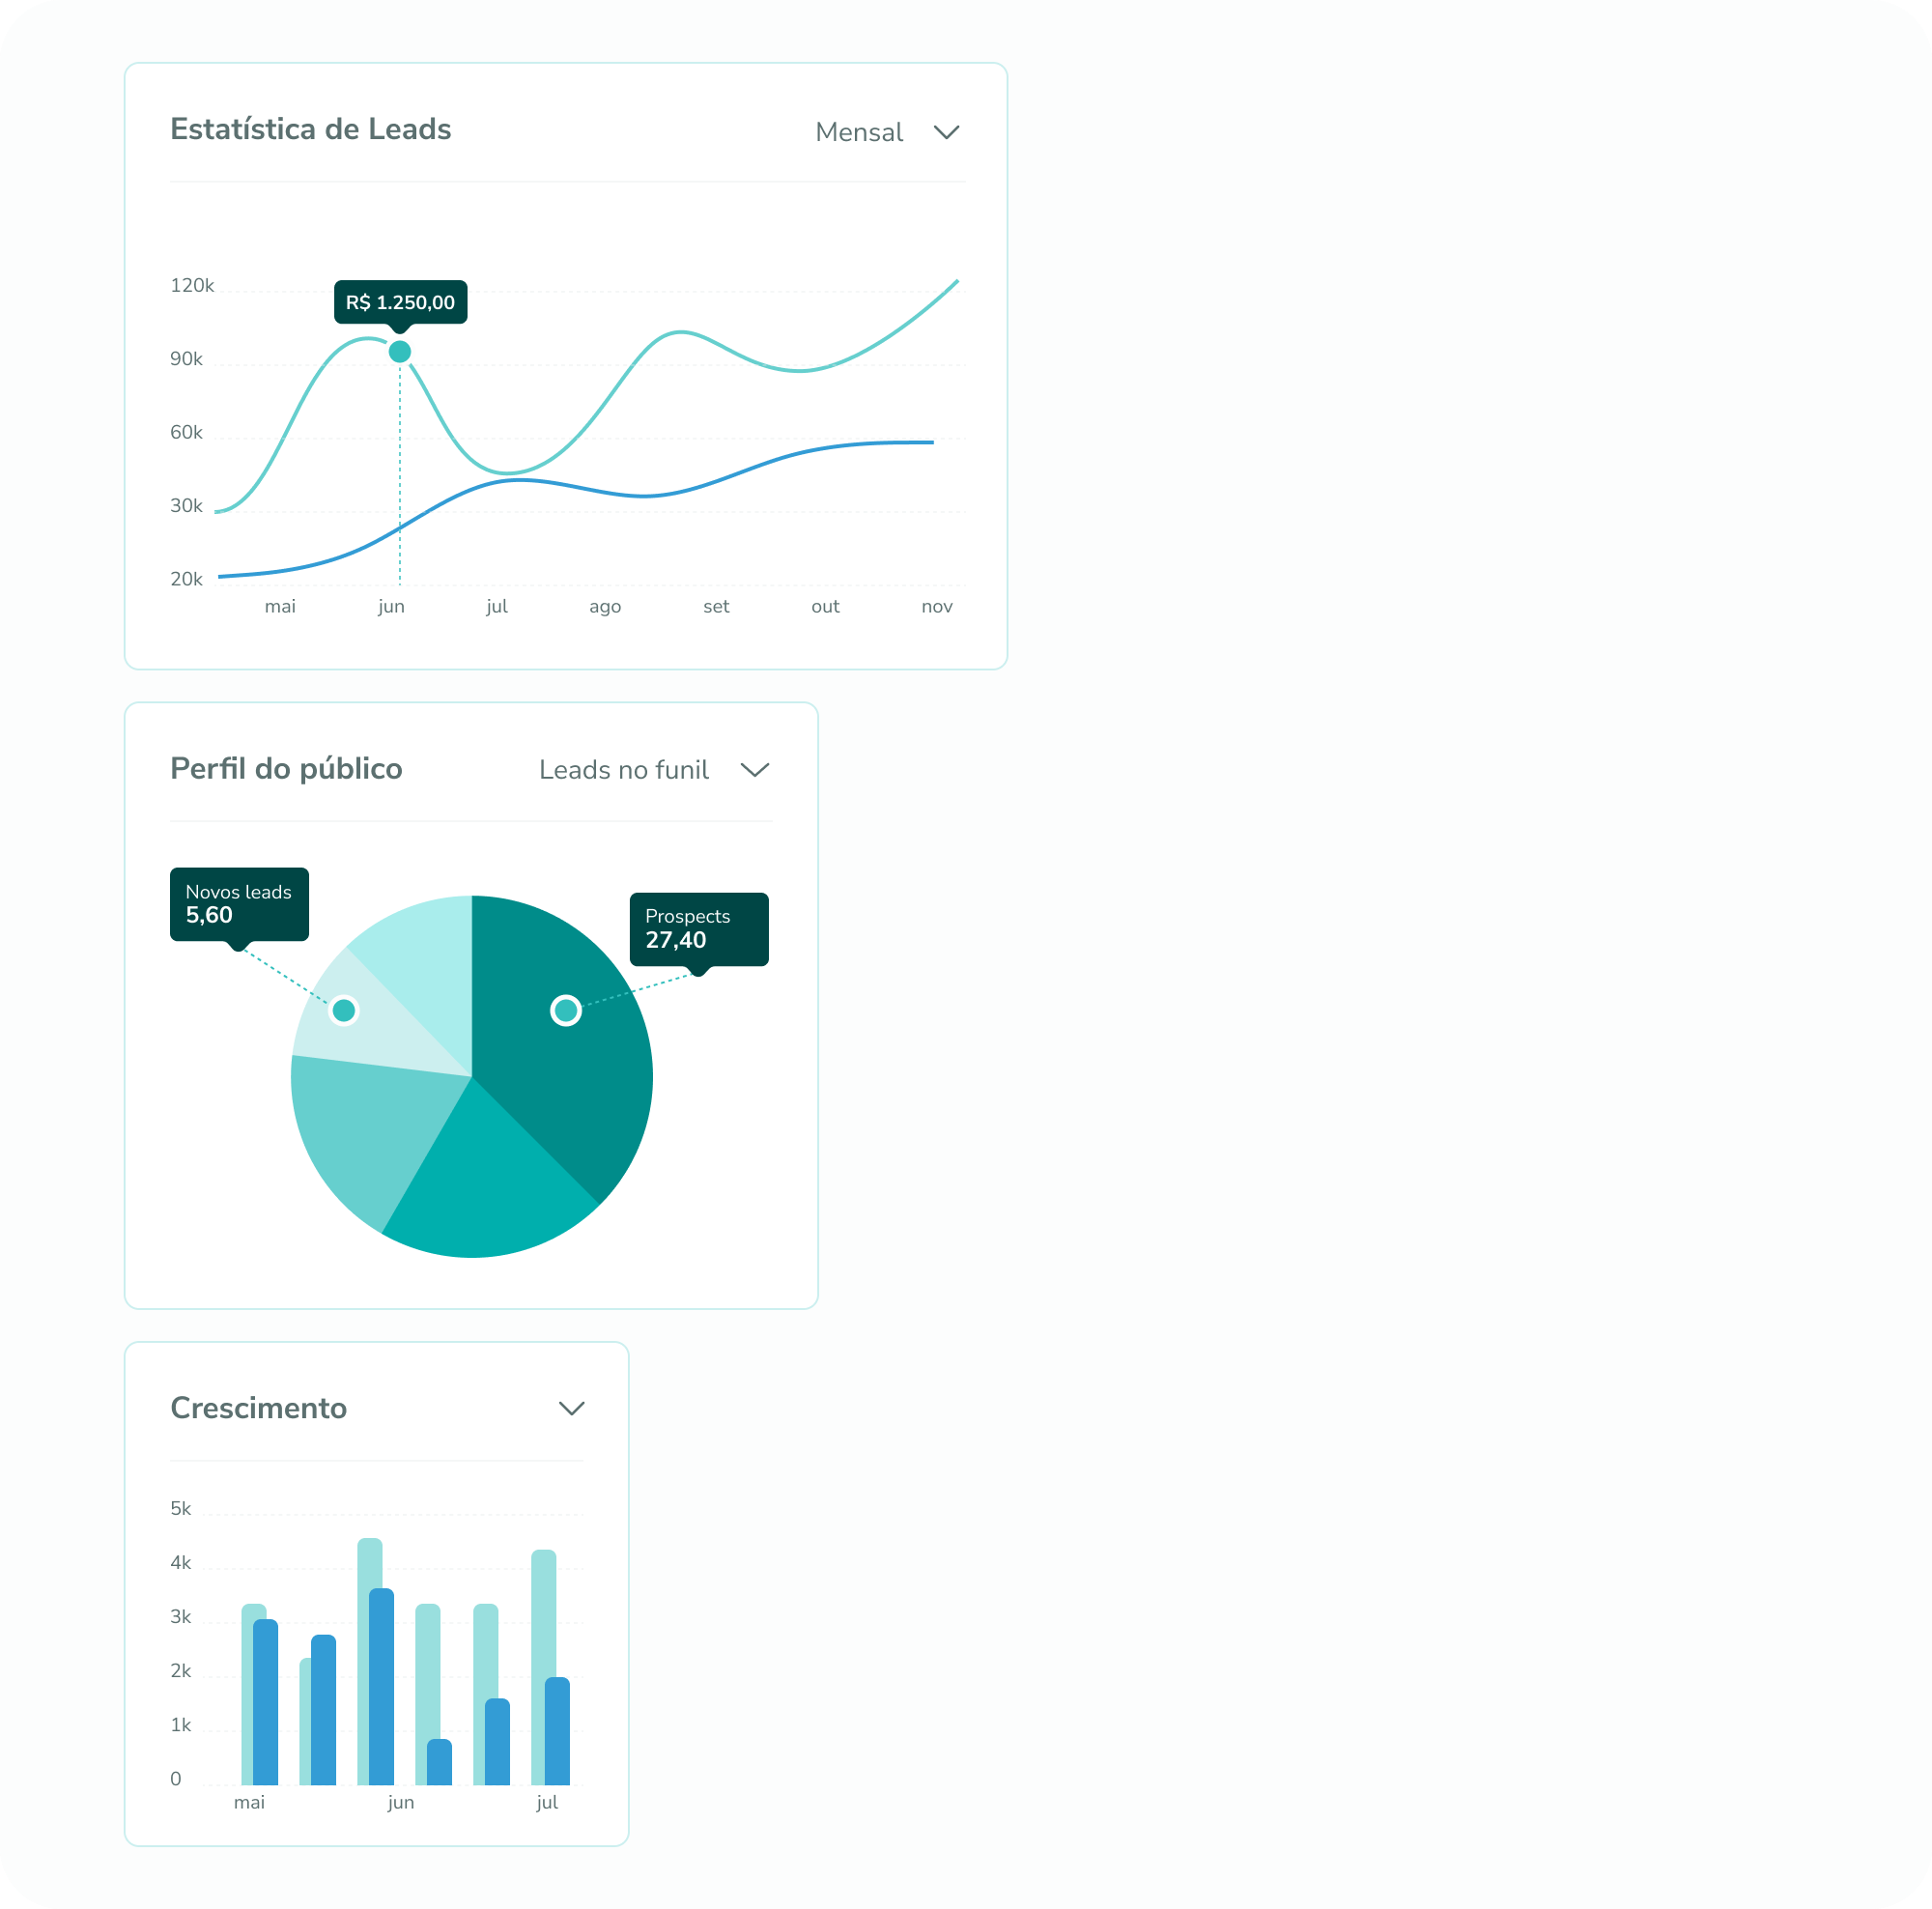 Estatística de Leads
Mensal
120k
R$ 1.250,00
90k
60k
30k
20k
mai jun jul ago set out nov
Perfil do público
Leads no funil
Novos leads
5,60
Prospects
27,40
Crescimento
5k
4k
3k
2k
1k
0
mai jun jul